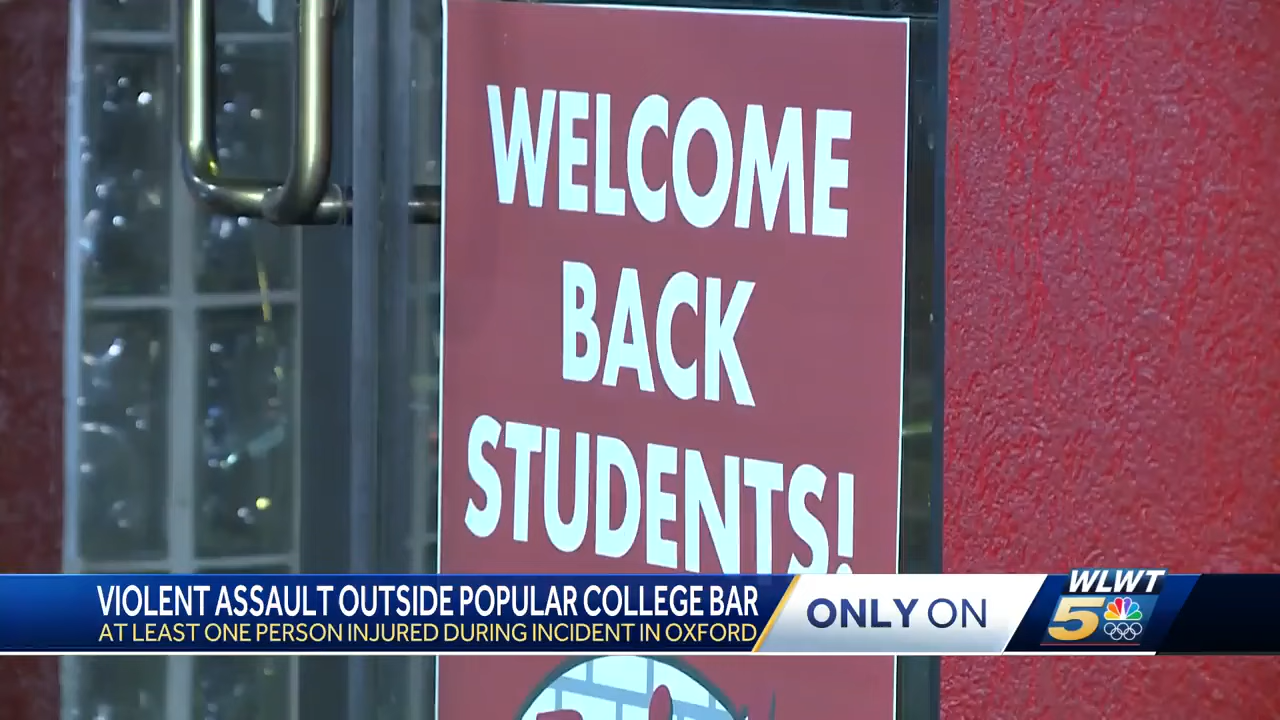 WELCOME
BACK
STUDENTS!
VIOLENT ASSAULT OUTSIDE POPULAR COLLEGE BAR
AT LEAST ONE PERSON INJURED DURING INCIDENT IN OXFORD
ONLY ON
WLWT
5